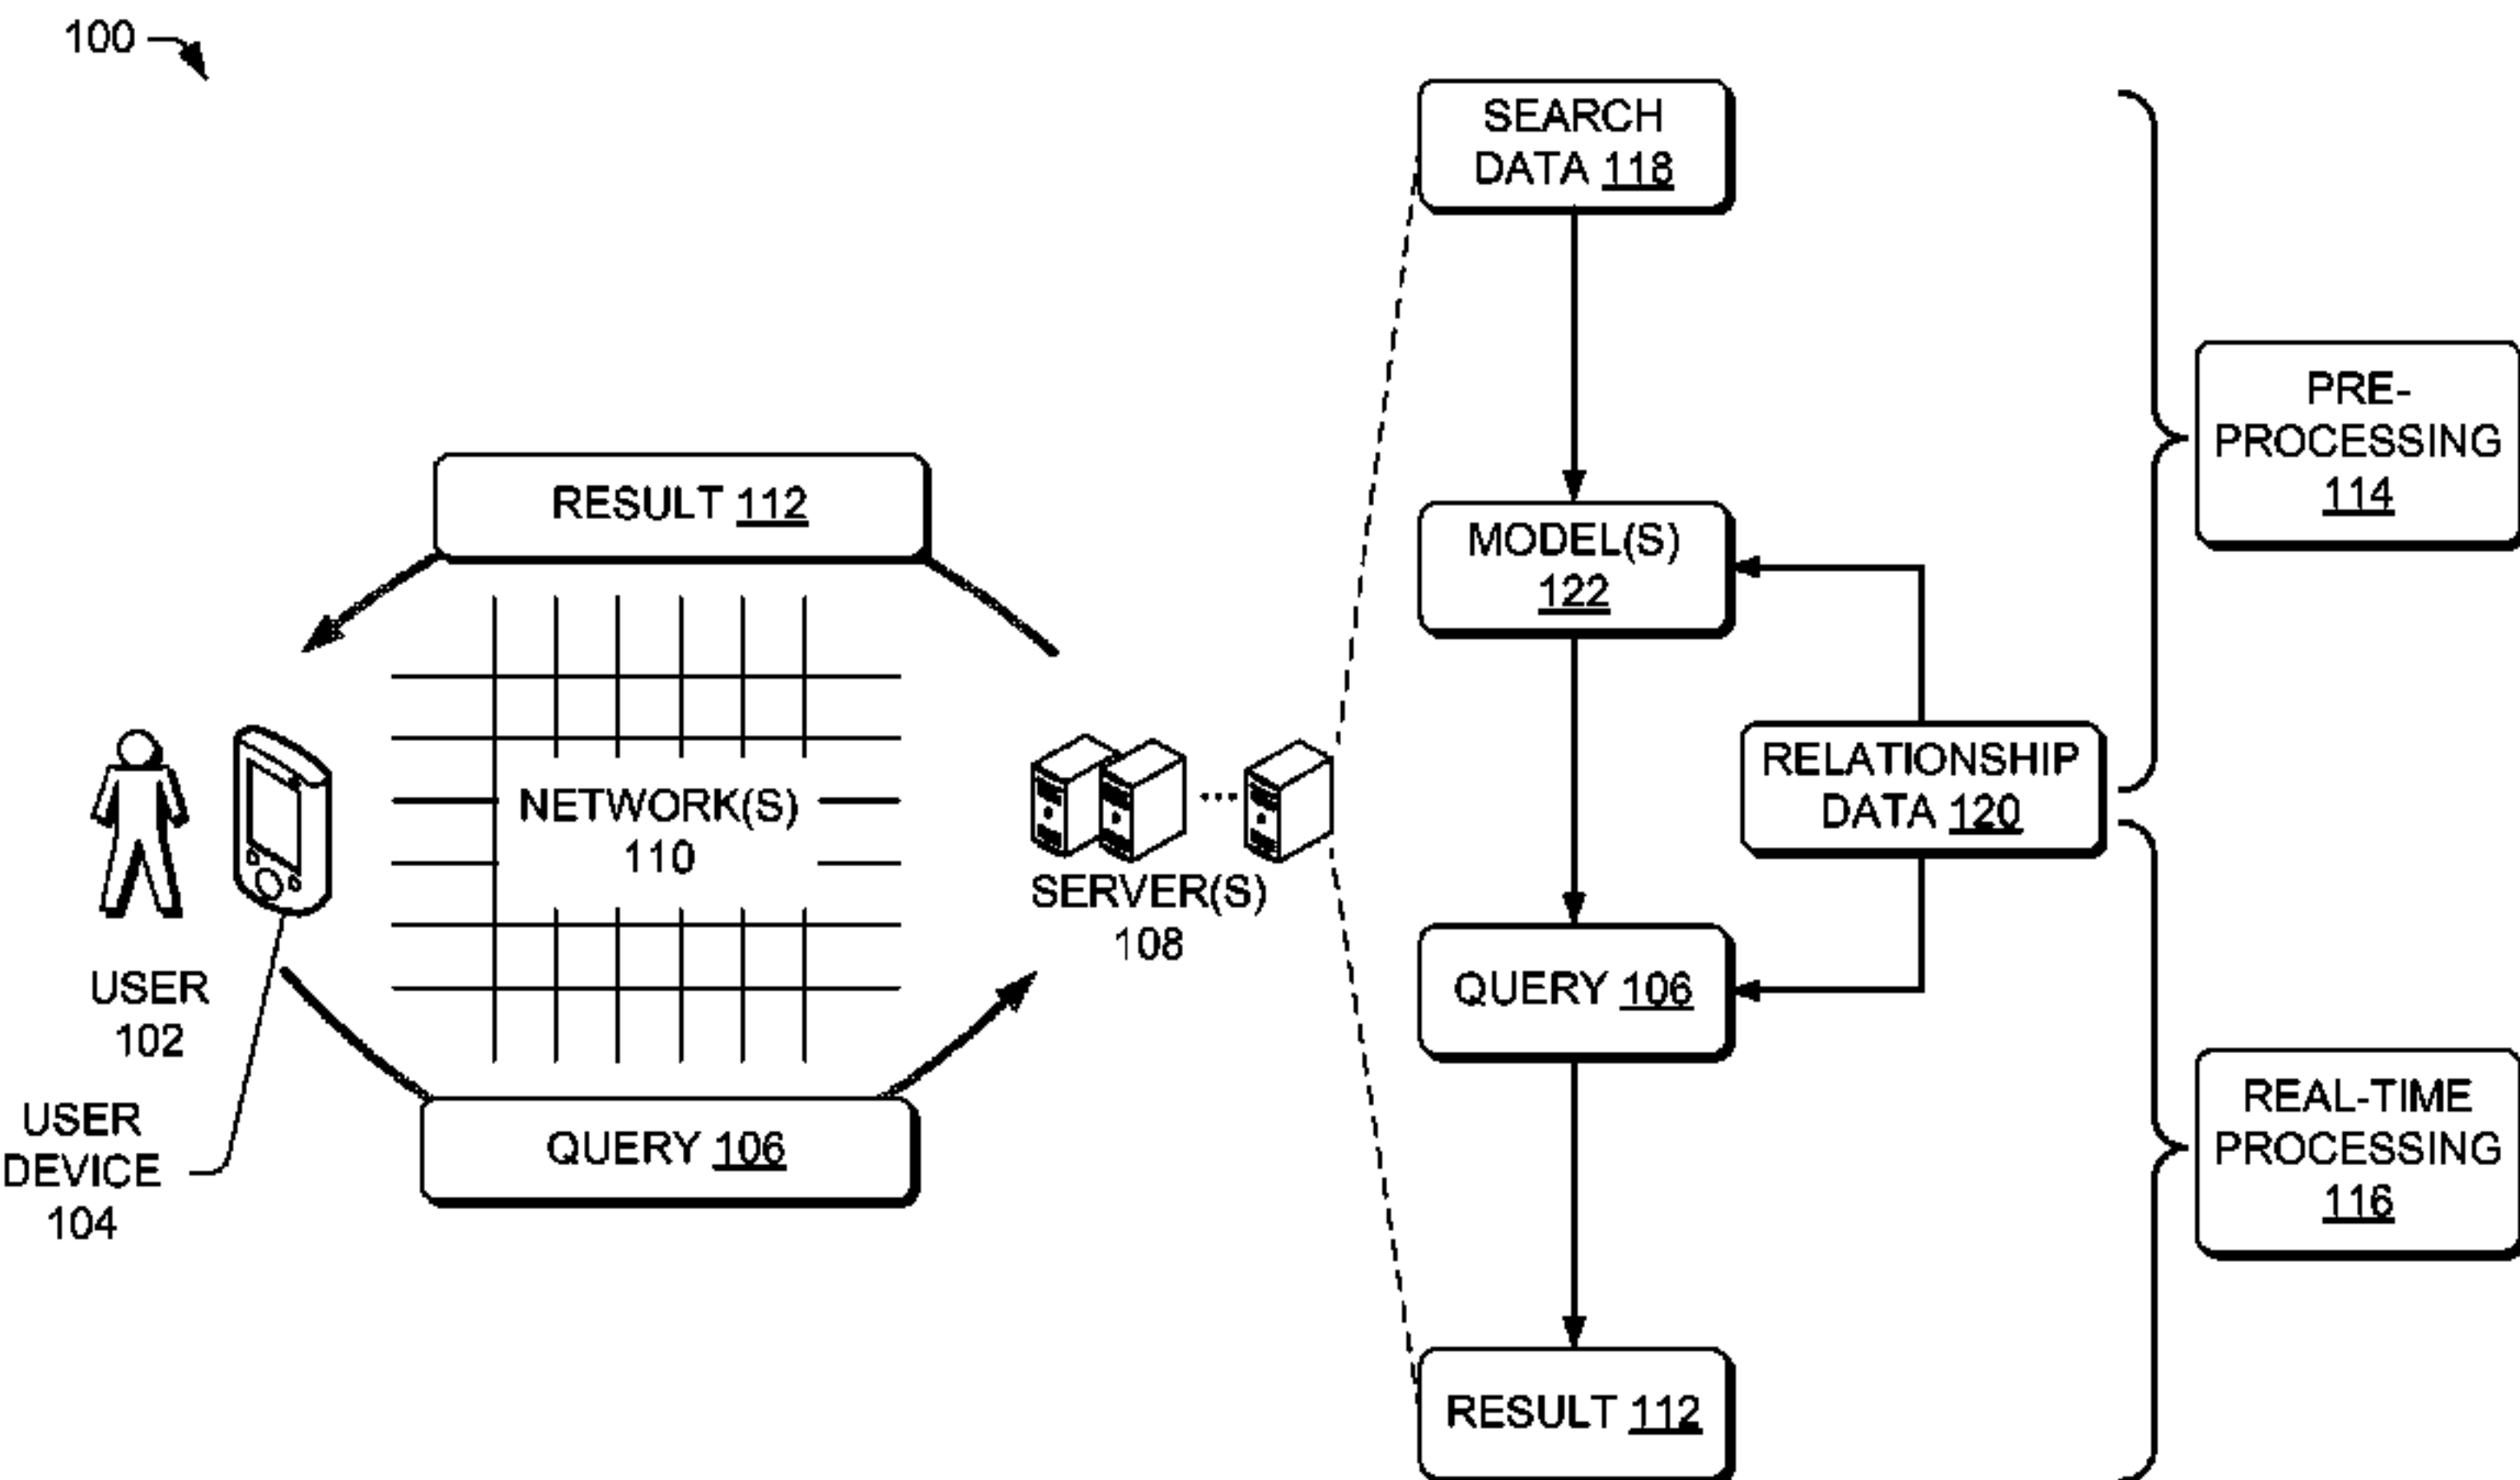 100
SEARCH
DATA 118
PRE-
PROCESSING
114
RESULT 112
MODEL(S)
122
RELATIONSHIP
DATA 120
NETWORK(S)
110
SERVER(S)
108
USER
102
QUERY 106
USER
DEVICE
104
QUERY 106
REAL-TIME
PROCESSING
116
RESULT 112